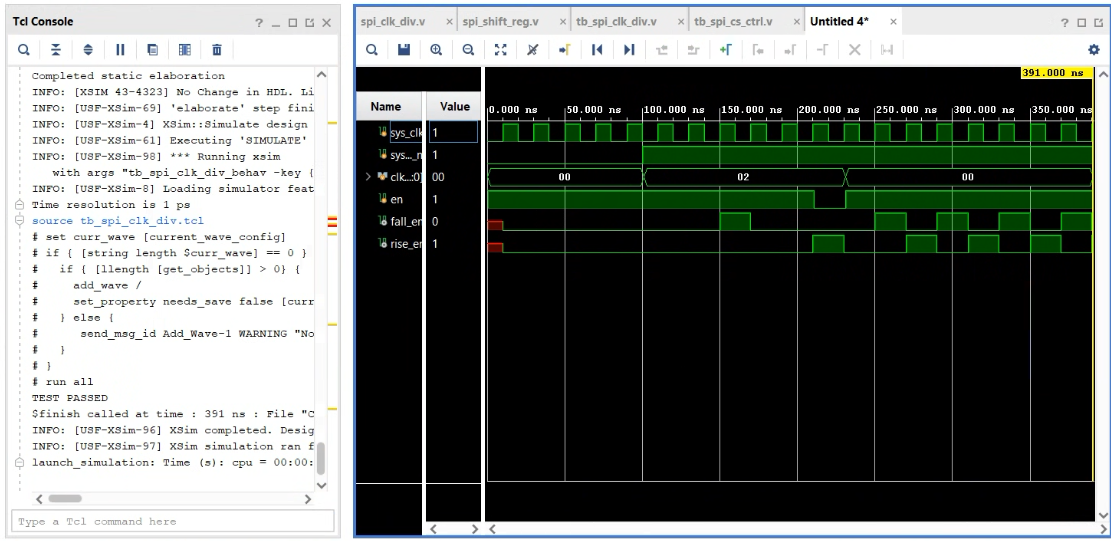 Tcl Console
Completed static elaboration
INFO: [XSIM 43-4323] No Change in HDL. Li
INFO: [USF-XSim-69] 'elaborate' step fini
INFO: [USF-XSim-4] XSim::Simulate design
INFO: [USF-XSim-61] Executing 'SIMULATE'
INFO: [USF-XSim-98] *** Running xsim
with args "tb_spi_clk_div_behav -key {
INFO: [USF-XSim-8] Loading simulator feat
Time resolution is 1 ps
source tb_spi_clk_div.tcl
# set curr_wave [current_wave_config]
# if { [string length $curr_wave] == 0 } 
#   if { [llength [get_objects]] > 0} {
#     add_wave /
#     set_property needs_save false [curr
#   } else {
#      send_msg_id Add_Wave-1 WARNING "No
#   }
# }
# run all
TEST PASSED
$finish called at time : 391 ns : File "C
INFO: [USF-XSim-96] XSim completed. Desig
INFO: [USF-XSim-97] XSim simulation ran f
launch_simulation: Time (s): cpu = 00:00:
Type a Tcl command here
spi_clk_div.v
spi_shift_reg.v
tb_spi_clk_div.v
tb_spi_cs_ctrl.v
Untitled 4*
391.000 ns
Name Value
0.000 ns 50.000 ns 100.000 ns 150.000 ns 200.000 ns 250.000 ns 300.000 ns 350.000 ns
sys_clk 1
sys..._n 1
clk...:0] 00 00 02 00
en 1
fall_en 0
rise_en 1